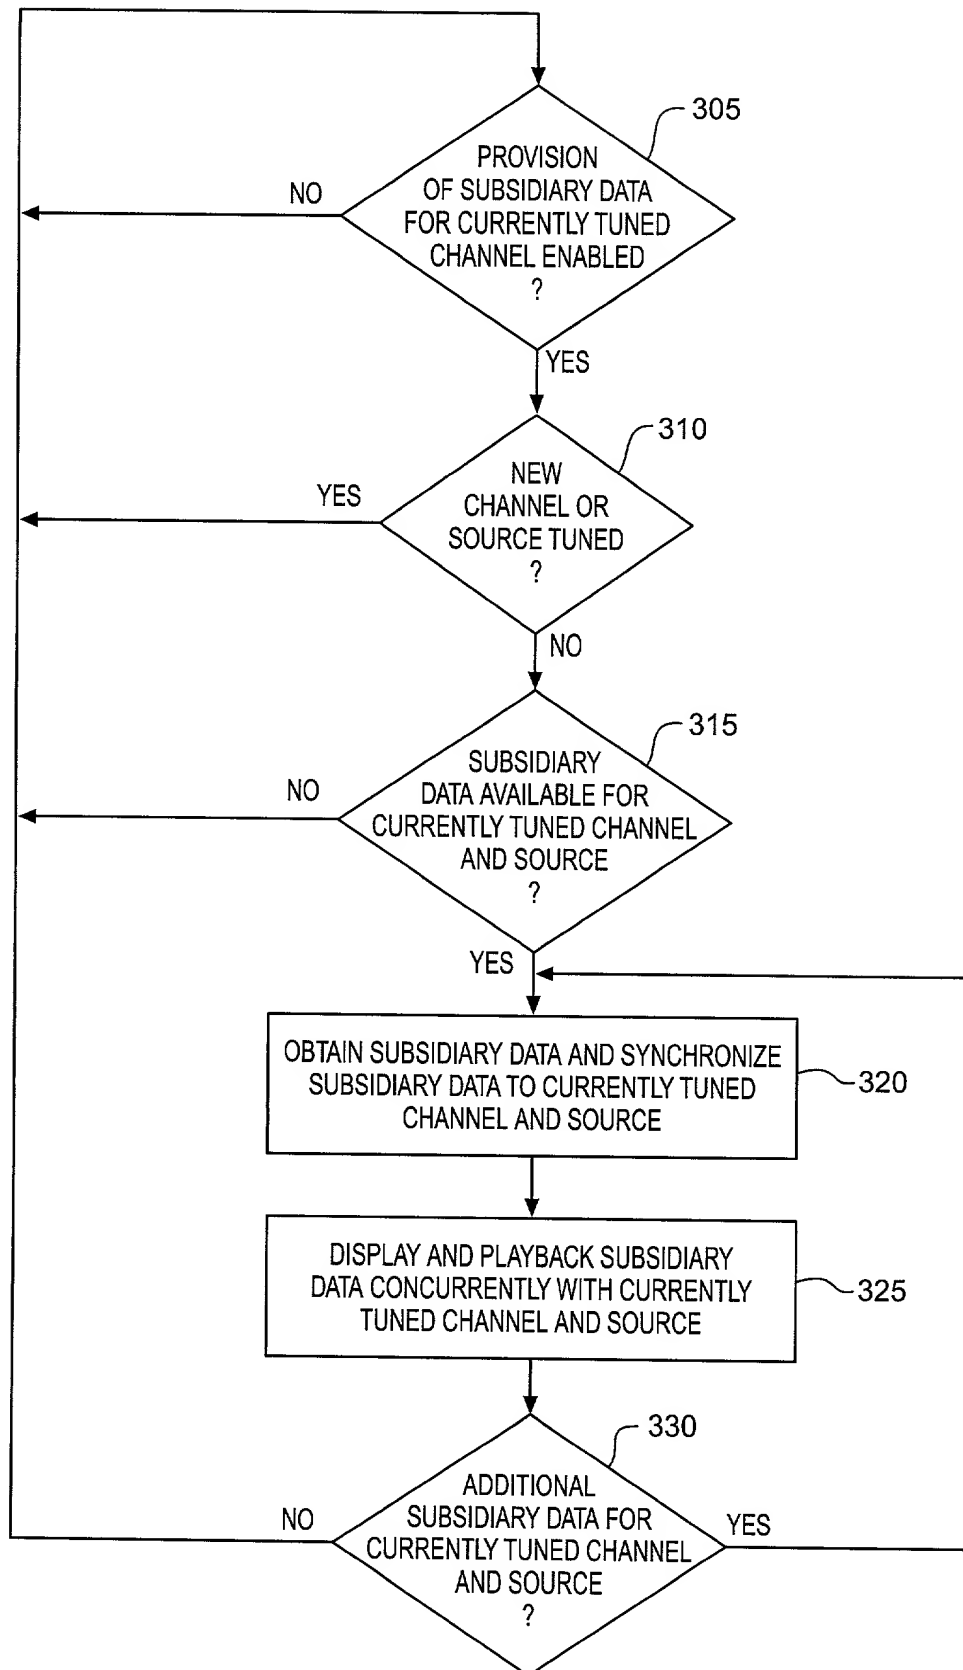 305
PROVISION
OF SUBSIDIARY DATA
FOR CURRENTLY TUNED
CHANNEL ENABLED
?
NO
YES
310
NEW
CHANNEL OR
SOURCE TUNED
?
YES
NO
315
SUBSIDIARY
DATA AVAILABLE FOR
CURRENTLY TUNED CHANNEL
AND SOURCE
?
NO
YES
OBTAIN SUBSIDIARY DATA AND SYNCHRONIZE
SUBSIDIARY DATA TO CURRENTLY TUNED
CHANNEL AND SOURCE
320
DISPLAY AND PLAYBACK SUBSIDIARY
DATA CONCURRENTLY WITH CURRENTLY
TUNED CHANNEL AND SOURCE
325
330
ADDITIONAL
SUBSIDIARY DATA FOR
CURRENTLY TUNED CHANNEL
AND SOURCE
?
NO
YES